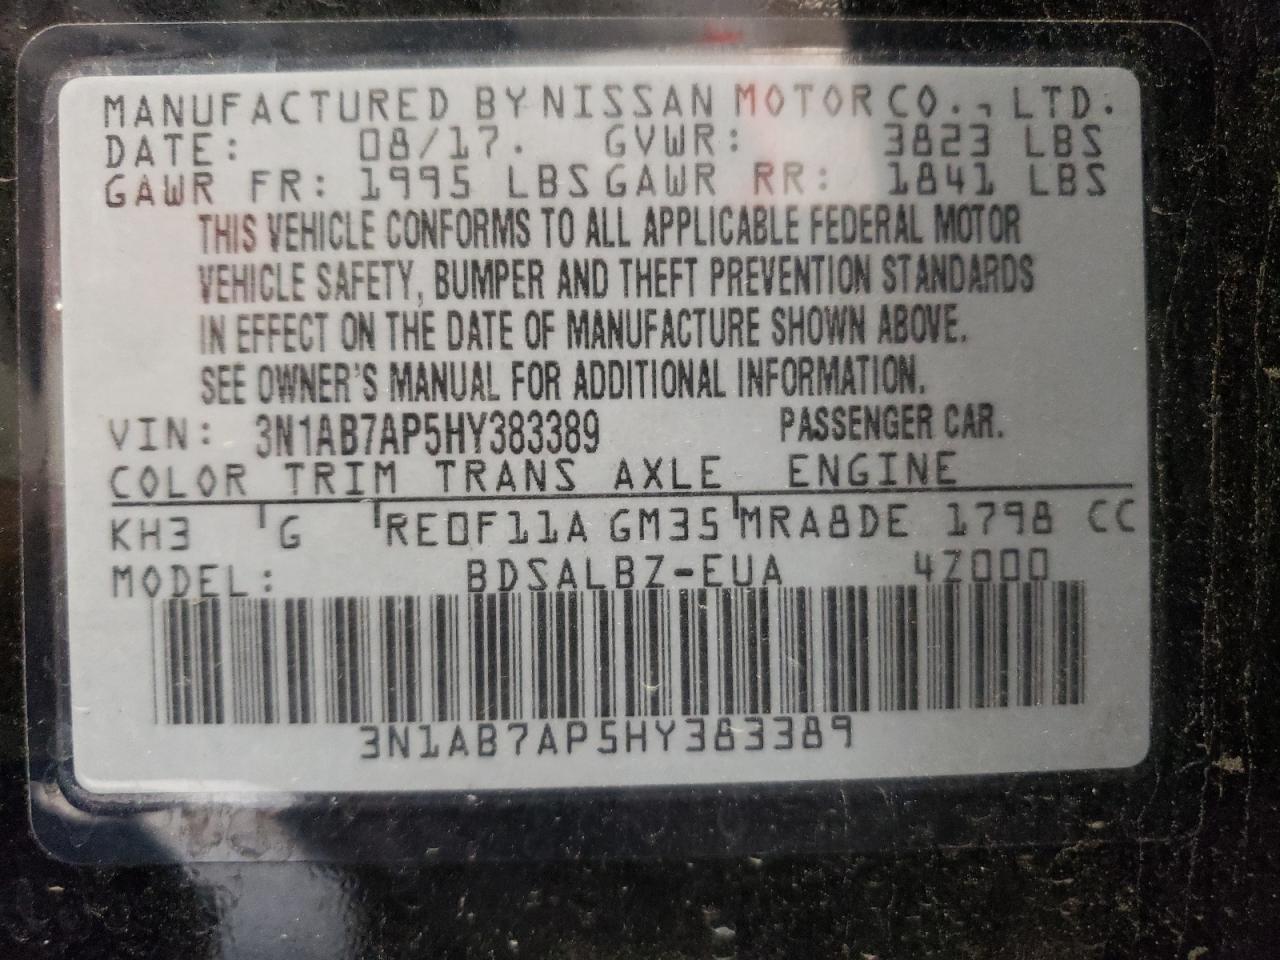 MANUFACTURED BY NISSAN MOTOR CO., LTD.
DATE: 08/17. GVWR: 3823 LBS
GAWR FR: 1995 LBS GAWR RR: 1841 LBS
THIS VEHICLE CONFORMS TO ALL APPLICABLE FEDERAL MOTOR
VEHICLE SAFETY, BUMPER AND THEFT PREVENTION STANDARDS
IN EFFECT ON THE DATE OF MANUFACTURE SHOWN ABOVE.
SEE OWNER'S MANUAL FOR ADDITIONAL INFORMATION.
VIN: 3N1AB7AP5HY383389 PASSENGER CAR.
COLOR TRIM TRANS AXLE ENGINE
KH3 G RE0F11A GM35 MRA8DE 1798 CC
MODEL: BDSALBZ-EUA 4Z000
3N1AB7AP5HY383389